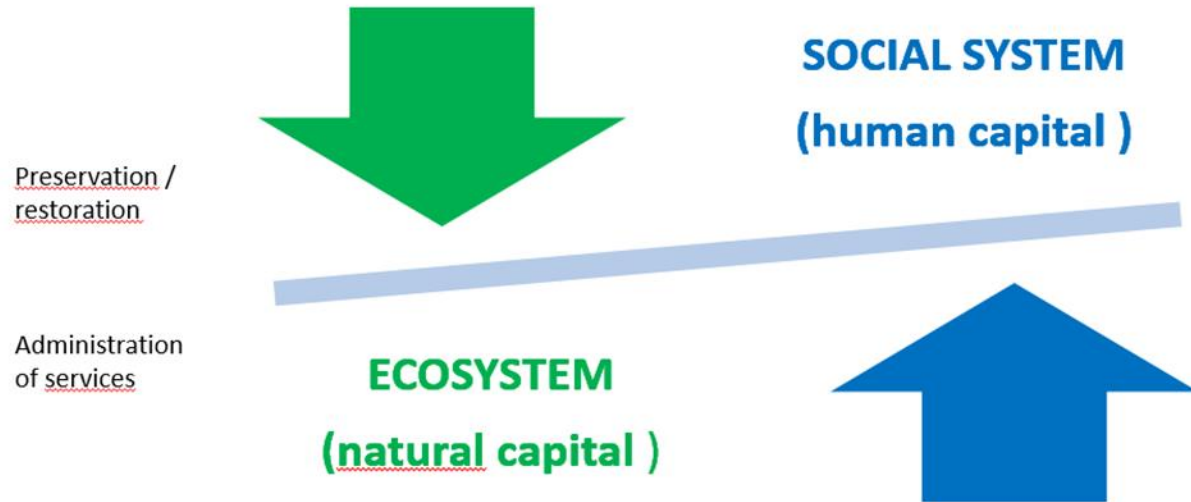 SOCIAL SYSTEM
(human capital )
Preservation /
restoration
Administration
of services
ECOSYSTEM
(natural capital )